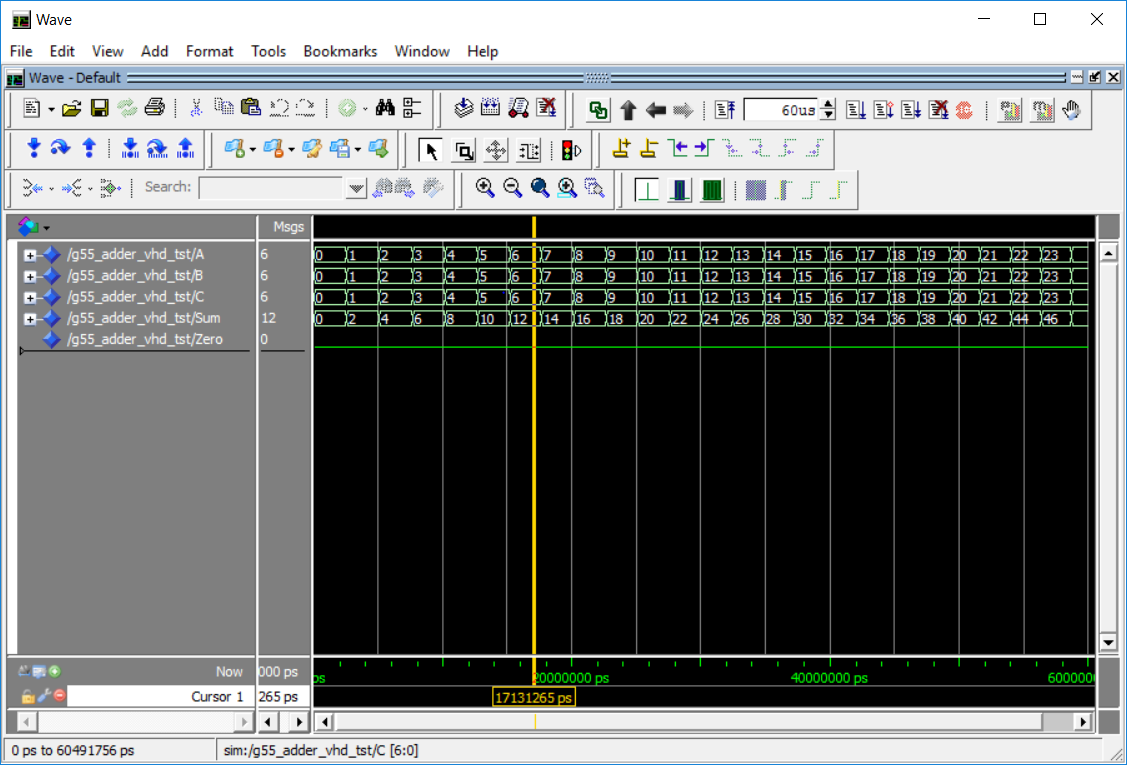 Wave
File Edit View Add Format Tools Bookmarks Window Help
Wave - Default
60us
Search:
Msgs
/g55_adder_vhd_tst/A 6 0 1 2 3 4 5 6 7 8 9 10 11 12 13 14 15 16 17 18 19 20 21 22 23
/g55_adder_vhd_tst/B 6 0 1 2 3 4 5 6 7 8 9 10 11 12 13 14 15 16 17 18 19 20 21 22 23
/g55_adder_vhd_tst/C 6 0 1 2 3 4 5 6 7 8 9 10 11 12 13 14 15 16 17 18 19 20 21 22 23
/g55_adder_vhd_tst/Sum 12 0 2 4 6 8 10 12 14 16 18 20 22 24 26 28 30 32 34 36 38 40 42 44 46
/g55_adder_vhd_tst/Zero 0
Now 000 ps ps 20000000 ps 40000000 ps 6000000
Cursor 1 265 ps 17131265 ps
0 ps to 60491756 ps sim:/g55_adder_vhd_tst/C [6:0]